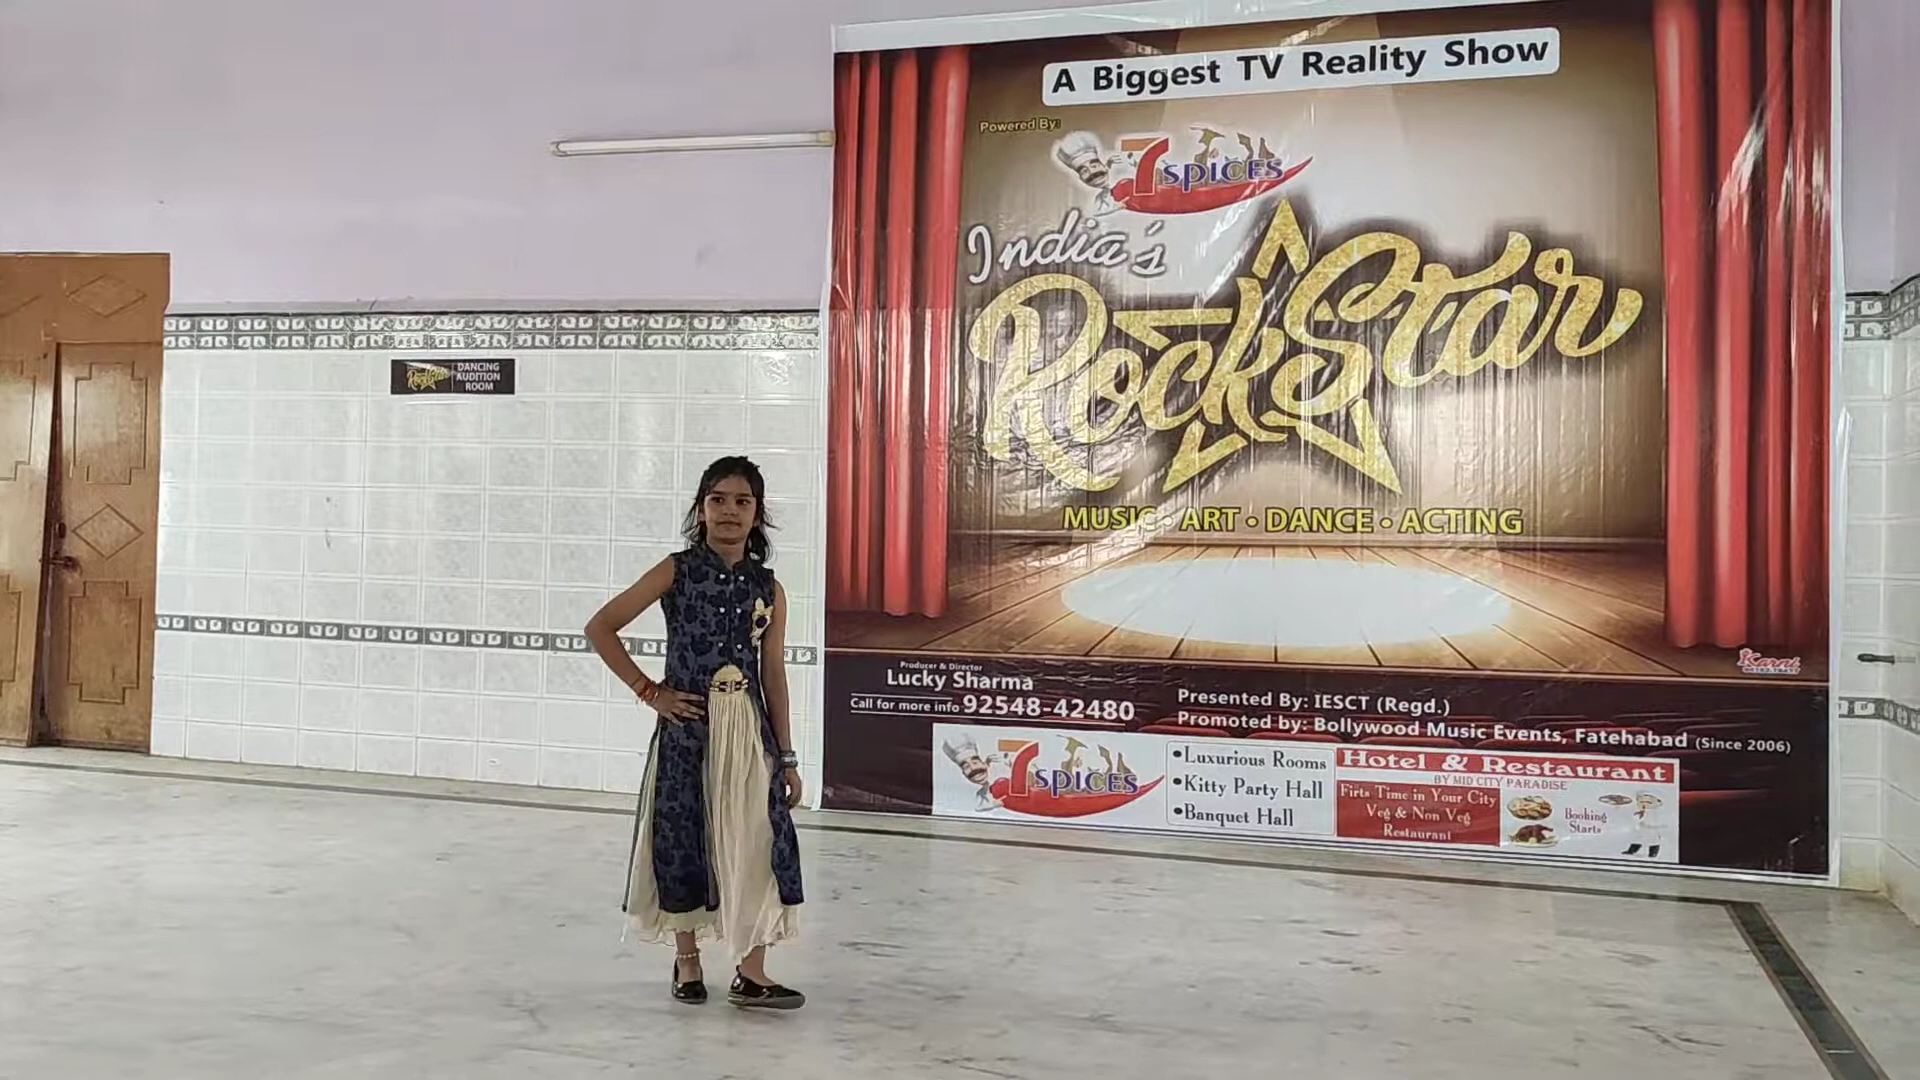 A Biggest TV Reality Show
Powered By:
7 SPICES
India's
RockStar
MUSIC • ART • DANCE • ACTING
RockStar
DANCING
AUDITION
ROOM
Karni
Producer & Director
Lucky Sharma
Call for more info 92548-42480
Presented By: IESCT (Regd.)
Promoted by: Bollywood Music Events, Fatehabad (Since 2006)
7 SPICES
•Luxurious Rooms
•Kitty Party Hall
•Banquet Hall
Hotel & Restaurant
BY MID CITY PARADISE
Firts Time in Your City
Veg & Non Veg
Restaurant
Booking
Starts